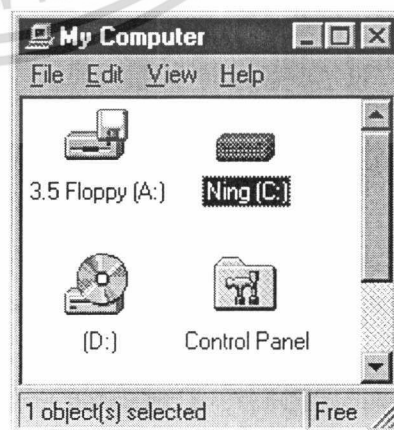 My Computer
File Edit View Help
3.5 Floppy (A:) Ning (C:)
(D:) Control Panel
1 object(s) selected Free